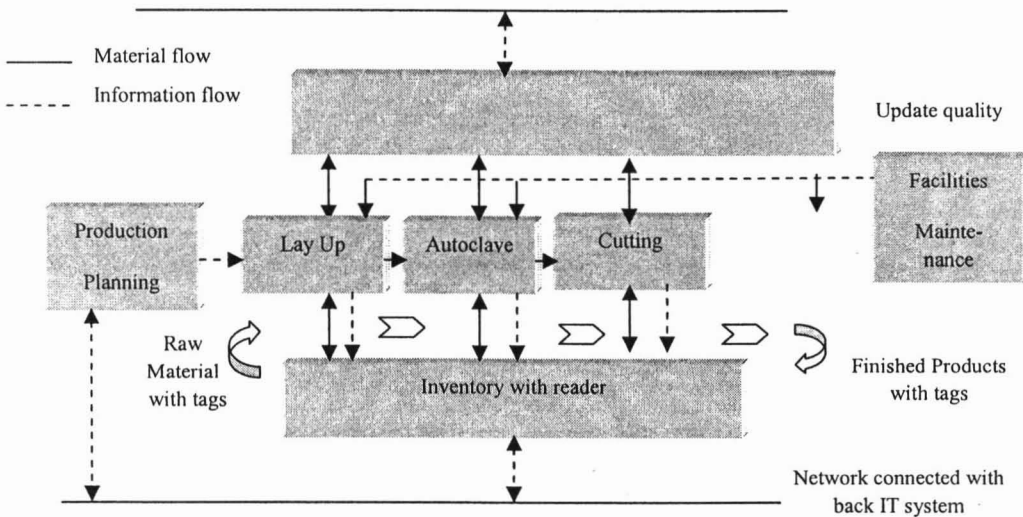 Material flow
Information flow
Update quality
Facilities
Mainte-
nance
Production
Planning
Lay Up
Autoclave
Cutting
Raw
Material
with tags
Inventory with reader
Finished Products
with tags
Network connected with
back IT system